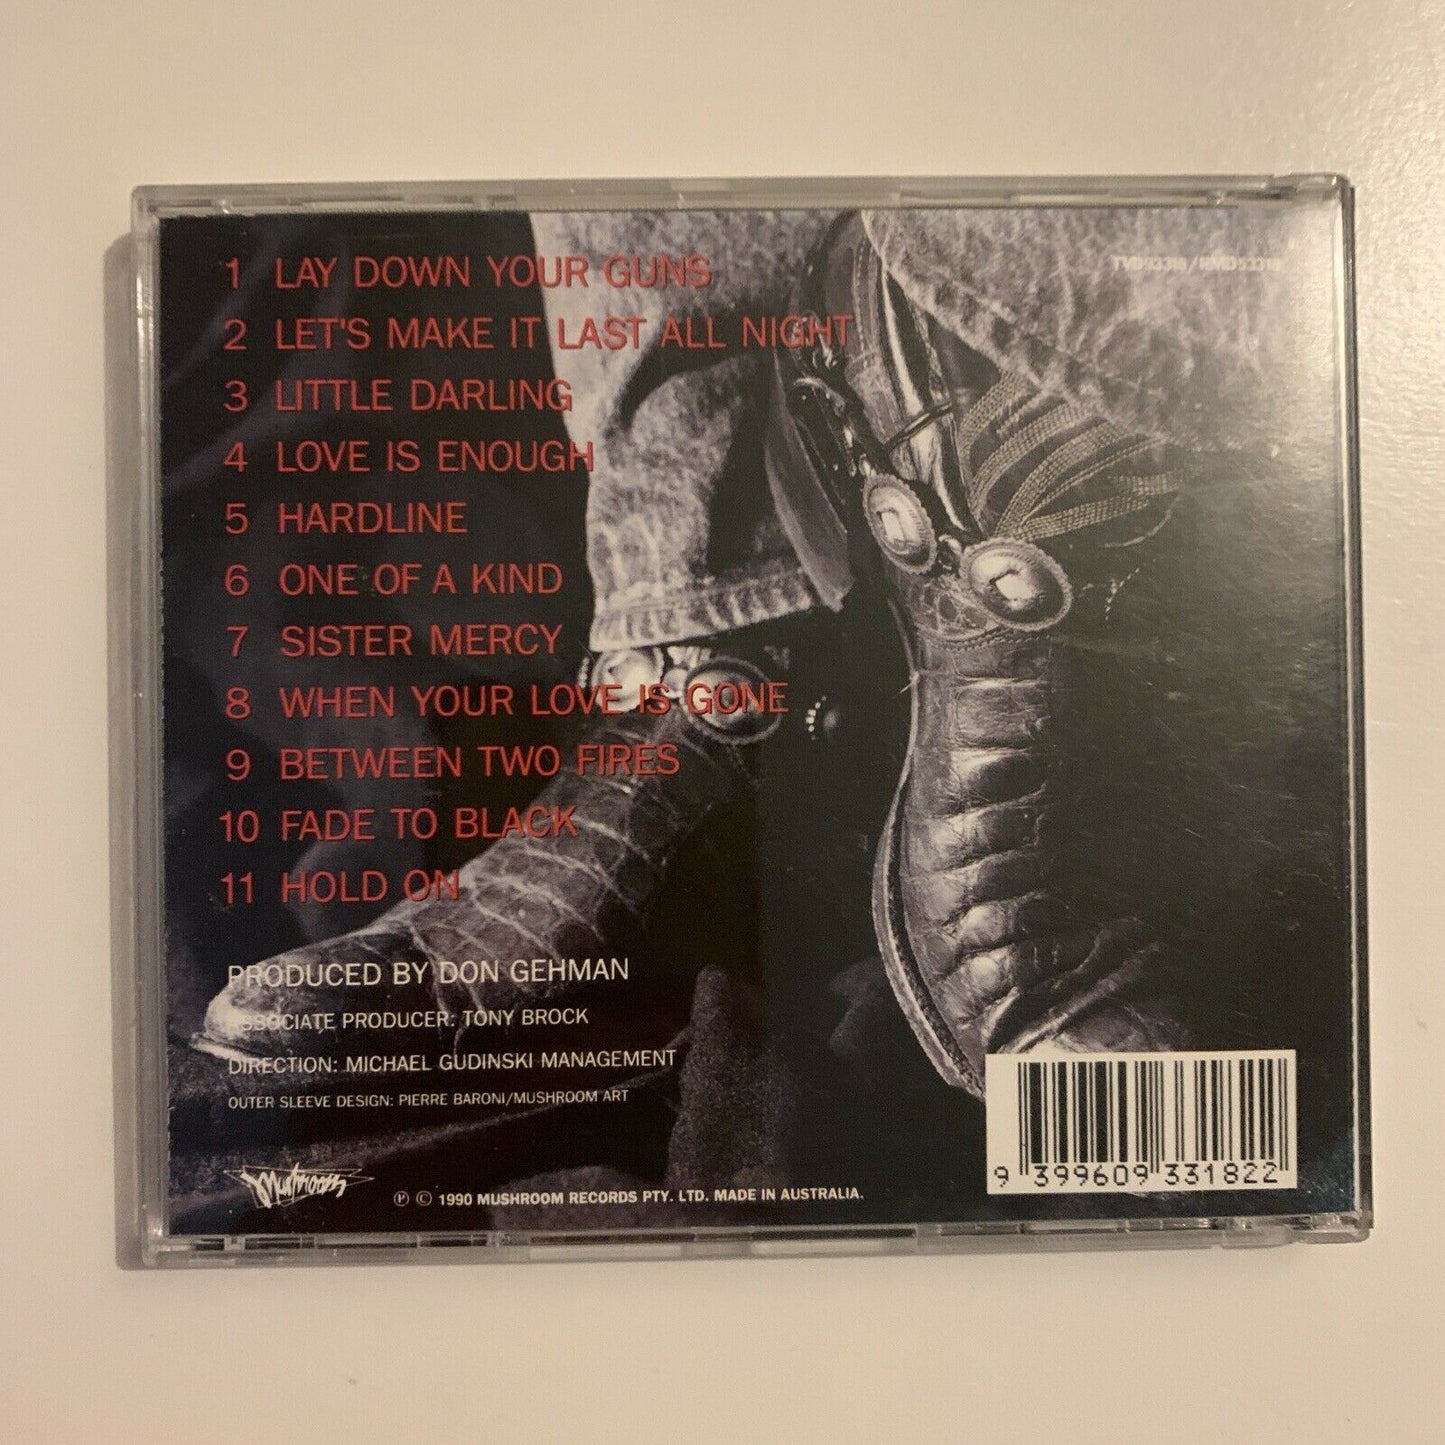 1 LAY DOWN YOUR GUNS
2 LET'S MAKE IT LAST ALL NIGHT
3 LITTLE DARLING
4 LOVE IS ENOUGH
5 HARDLINE
6 ONE OF A KIND
7 SISTER MERCY
8 WHEN YOUR LOVE IS GONE
9 BETWEEN TWO FIRES
10 FADE TO BLACK
11 HOLD ON
PRODUCED BY DON GEHMAN
ASSOCIATE PRODUCER: TONY BROCK
DIRECTION: MICHAEL GUDINSKI MANAGEMENT
OUTER SLEEVE DESIGN: PIERRE BARONI/MUSHROOM ART
Mushroom
Ⓟ © 1990 MUSHROOM RECORDS PTY. LTD. MADE IN AUSTRALIA.
9 399609 331822